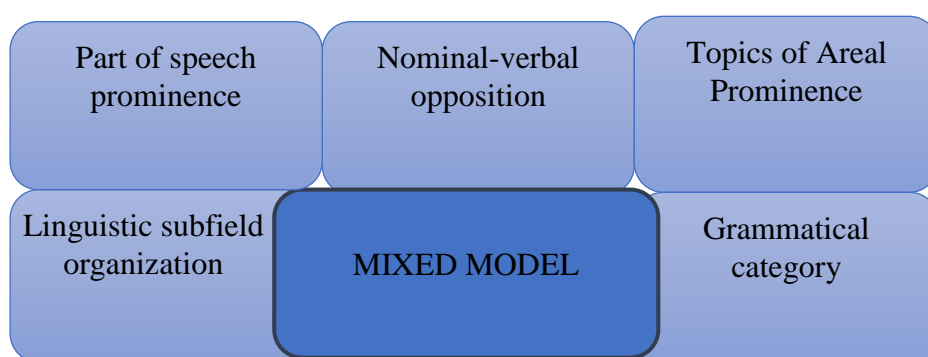 Part of speech
prominence
Nominal-verbal
opposition
Topics of Areal
Prominence
Linguistic subfield
organization
MIXED MODEL
Grammatical
category